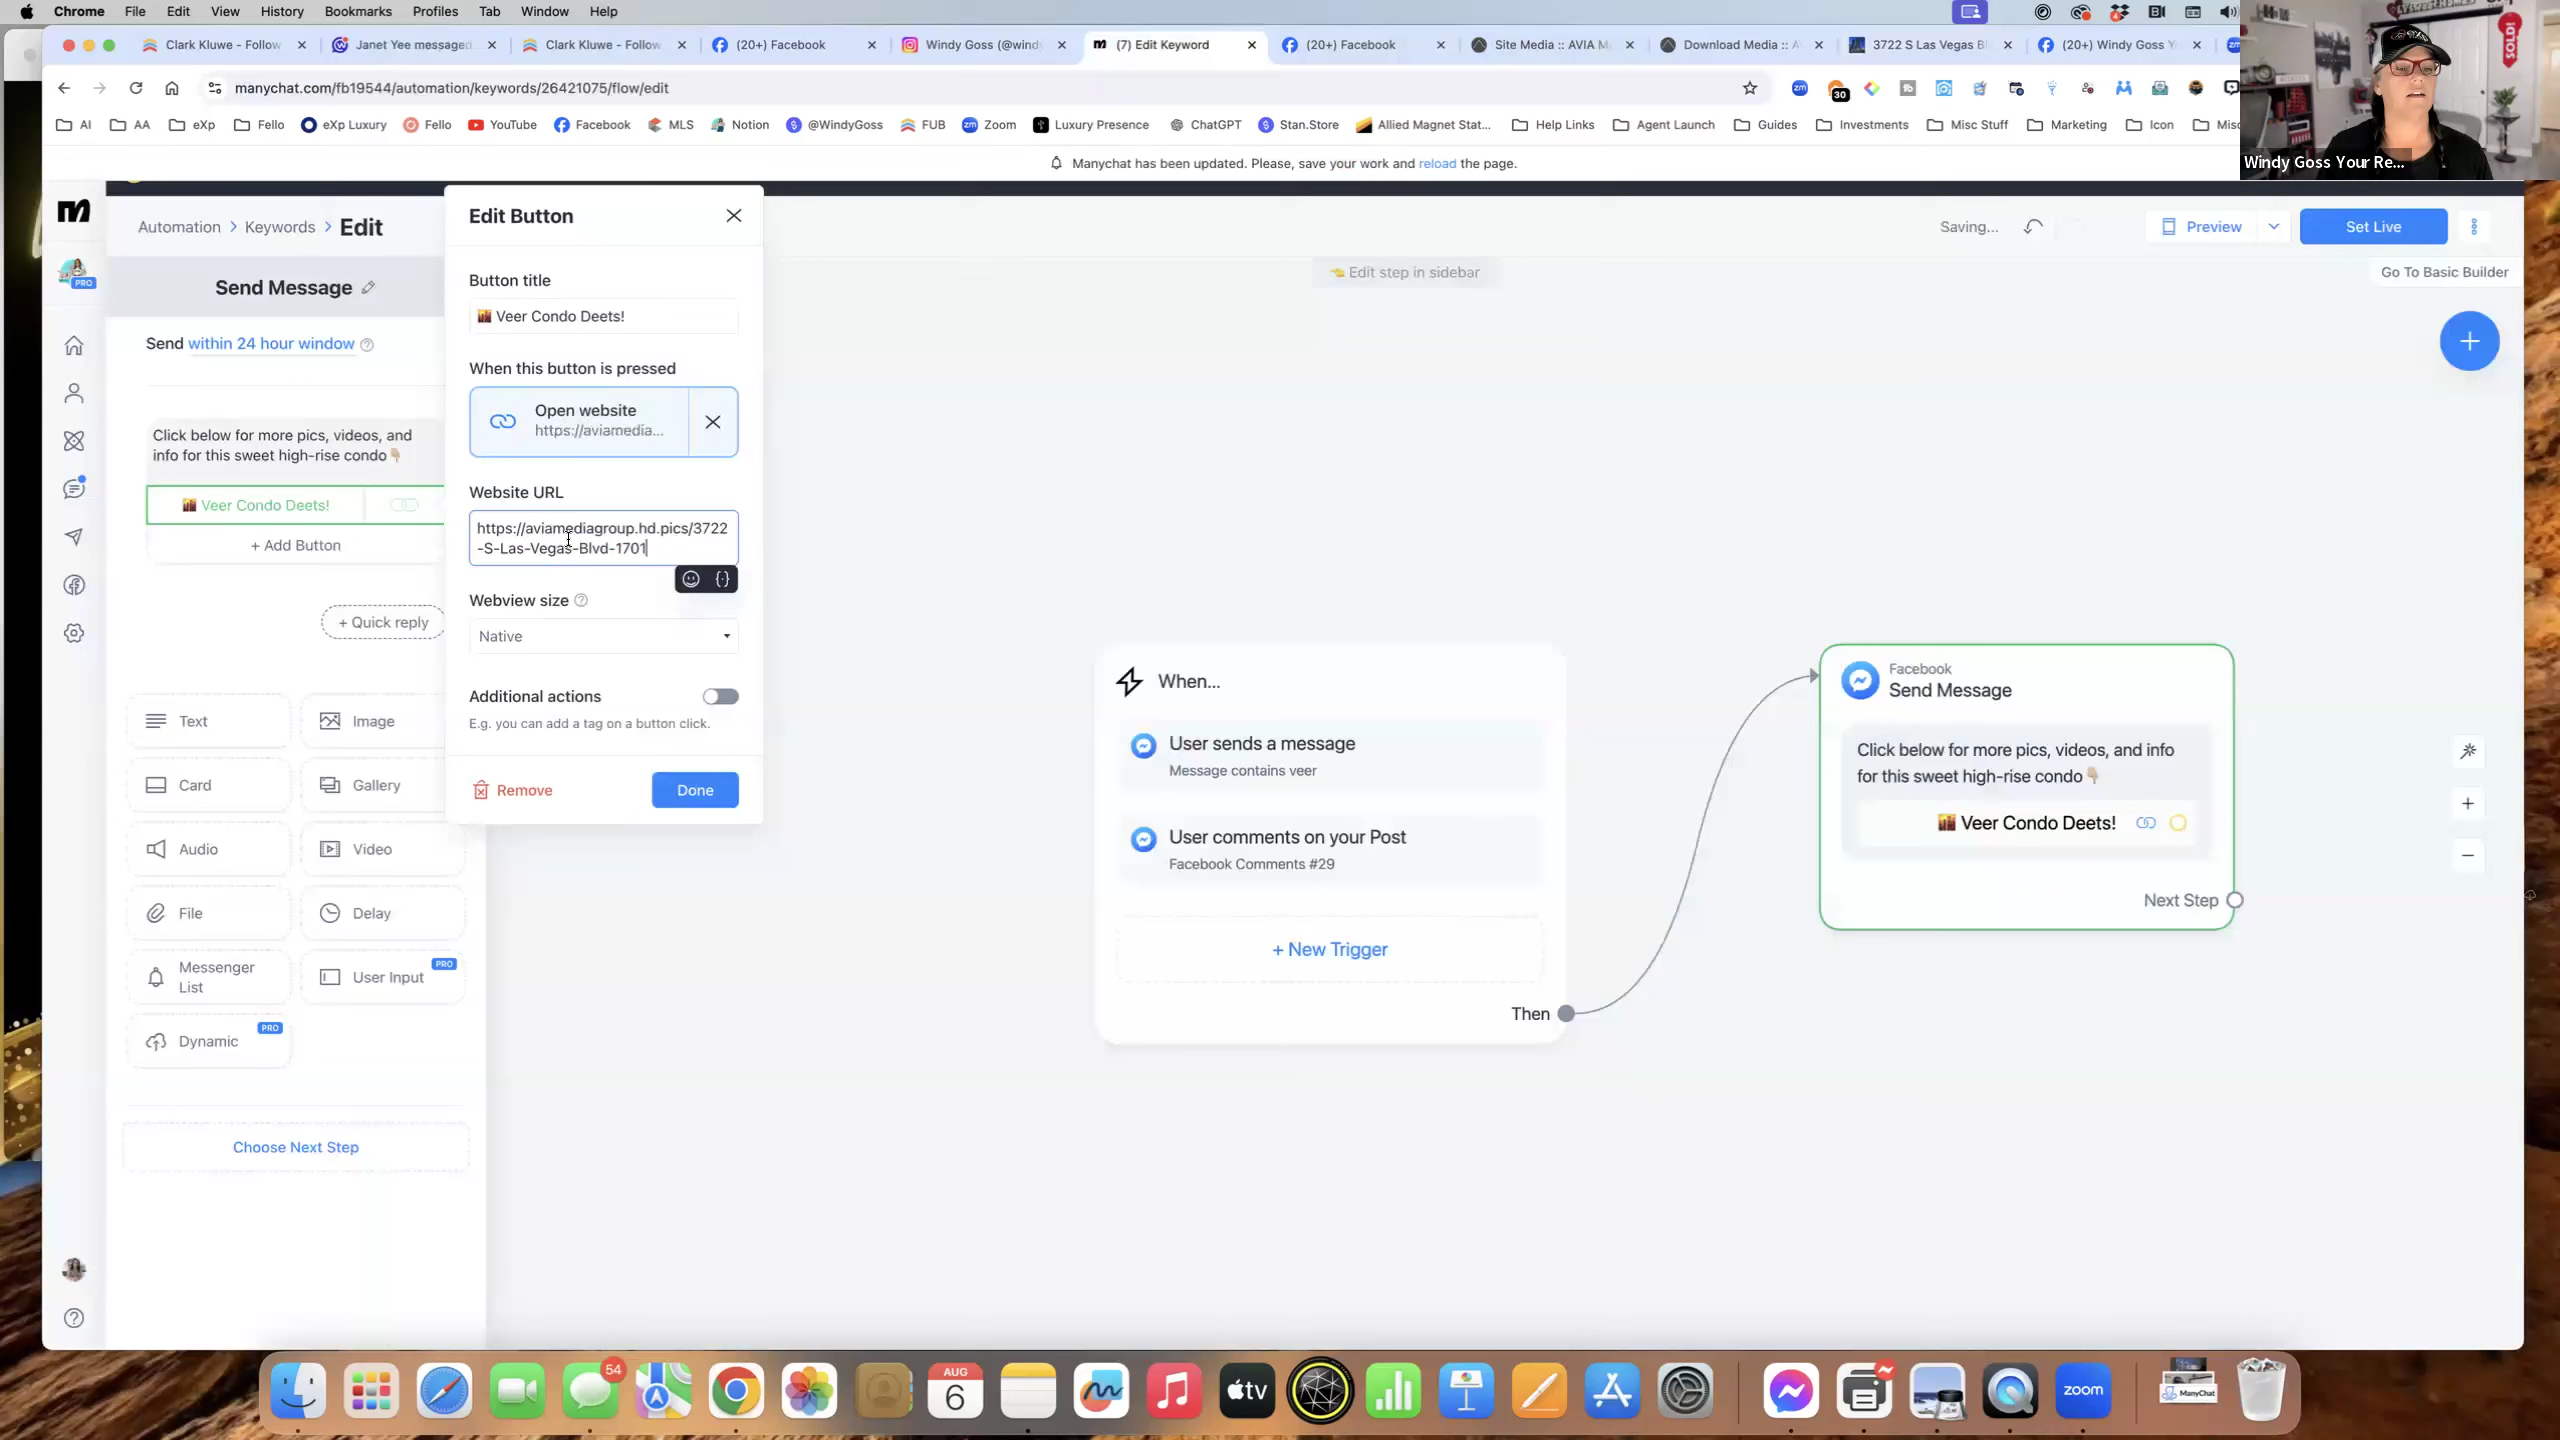 Chrome File Edit View History Bookmarks Profiles Tab Window Help
Clark Kluwe - Follow
Janet Yee messaged
Clark Kluwe - Follow
(20+) Facebook
Windy Goss (@windy
(7) Edit Keyword
(20+) Facebook
Site Media :: AVIA M
Download Media :: A
3722 S Las Vegas Bl
(20+) Windy Goss Y
manychat.com/fb19544/automation/keywords/26421075/flow/edit
30
AI AA eXp Fello eXp Luxury Fello YouTube Facebook MLS Notion @WindyGoss FUB Zoom Luxury Presence ChatGPT Stan.Store Allied Magnet Stat... Help Links Agent Launch Guides Investments Misc Stuff Marketing Icon Misc
SOLD!
Windy Goss Your Re...
Manychat has been updated. Please, save your work and reload the page.
Automation > Keywords > Edit
Saving...
Preview
Set Live
PRO
Send Message
Edit step in sidebar
Go To Basic Builder
Send within 24 hour window
Click below for more pics, videos, and
info for this sweet high-rise condo👇🏼
🌇 Veer Condo Deets!
+ Add Button
+ Quick reply
Text
Image
Card
Gallery
Audio
Video
File
Delay
Messenger
List
User Input
PRO
Dynamic
PRO
Choose Next Step
Edit Button
Button title
🌇 Veer Condo Deets!
When this button is pressed
Open website
https://aviamedia...
Website URL
https://aviamediagroup.hd.pics/3722
-S-Las-Vegas-Blvd-1701
Webview size
Native
Additional actions
E.g. you can add a tag on a button click.
Remove
Done
When...
User sends a message
Message contains veer
User comments on your Post
Facebook Comments #29
+ New Trigger
Then
Facebook
Send Message
Click below for more pics, videos, and info
for this sweet high-rise condo👇🏼
🌇 Veer Condo Deets!
Next Step
54
AUG
6
tv
zoom
ManyChat